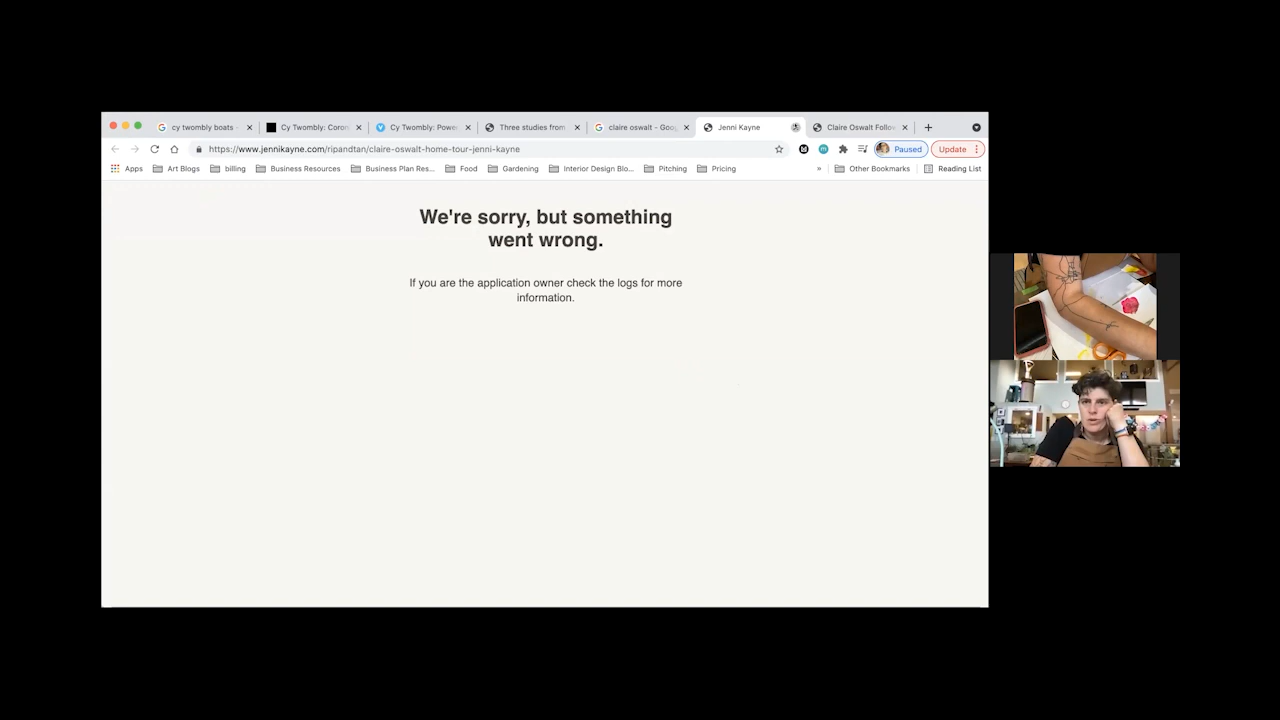 cy twombly boats
Cy Twombly: Coron
Cy Twombly: Power
Three studies from
claire oswalt - Goog
Jenni Kayne
Claire Oswalt Follow
https://www.jennikayne.com/ripandtan/claire-oswalt-home-tour-jenni-kayne
Paused
Update
Apps
Art Blogs
billing
Business Resources
Business Plan Res...
Food
Gardening
Interior Design Blo...
Pitching
Pricing
»
Other Bookmarks
Reading List
We're sorry, but something
went wrong.
If you are the application owner check the logs for more
information.